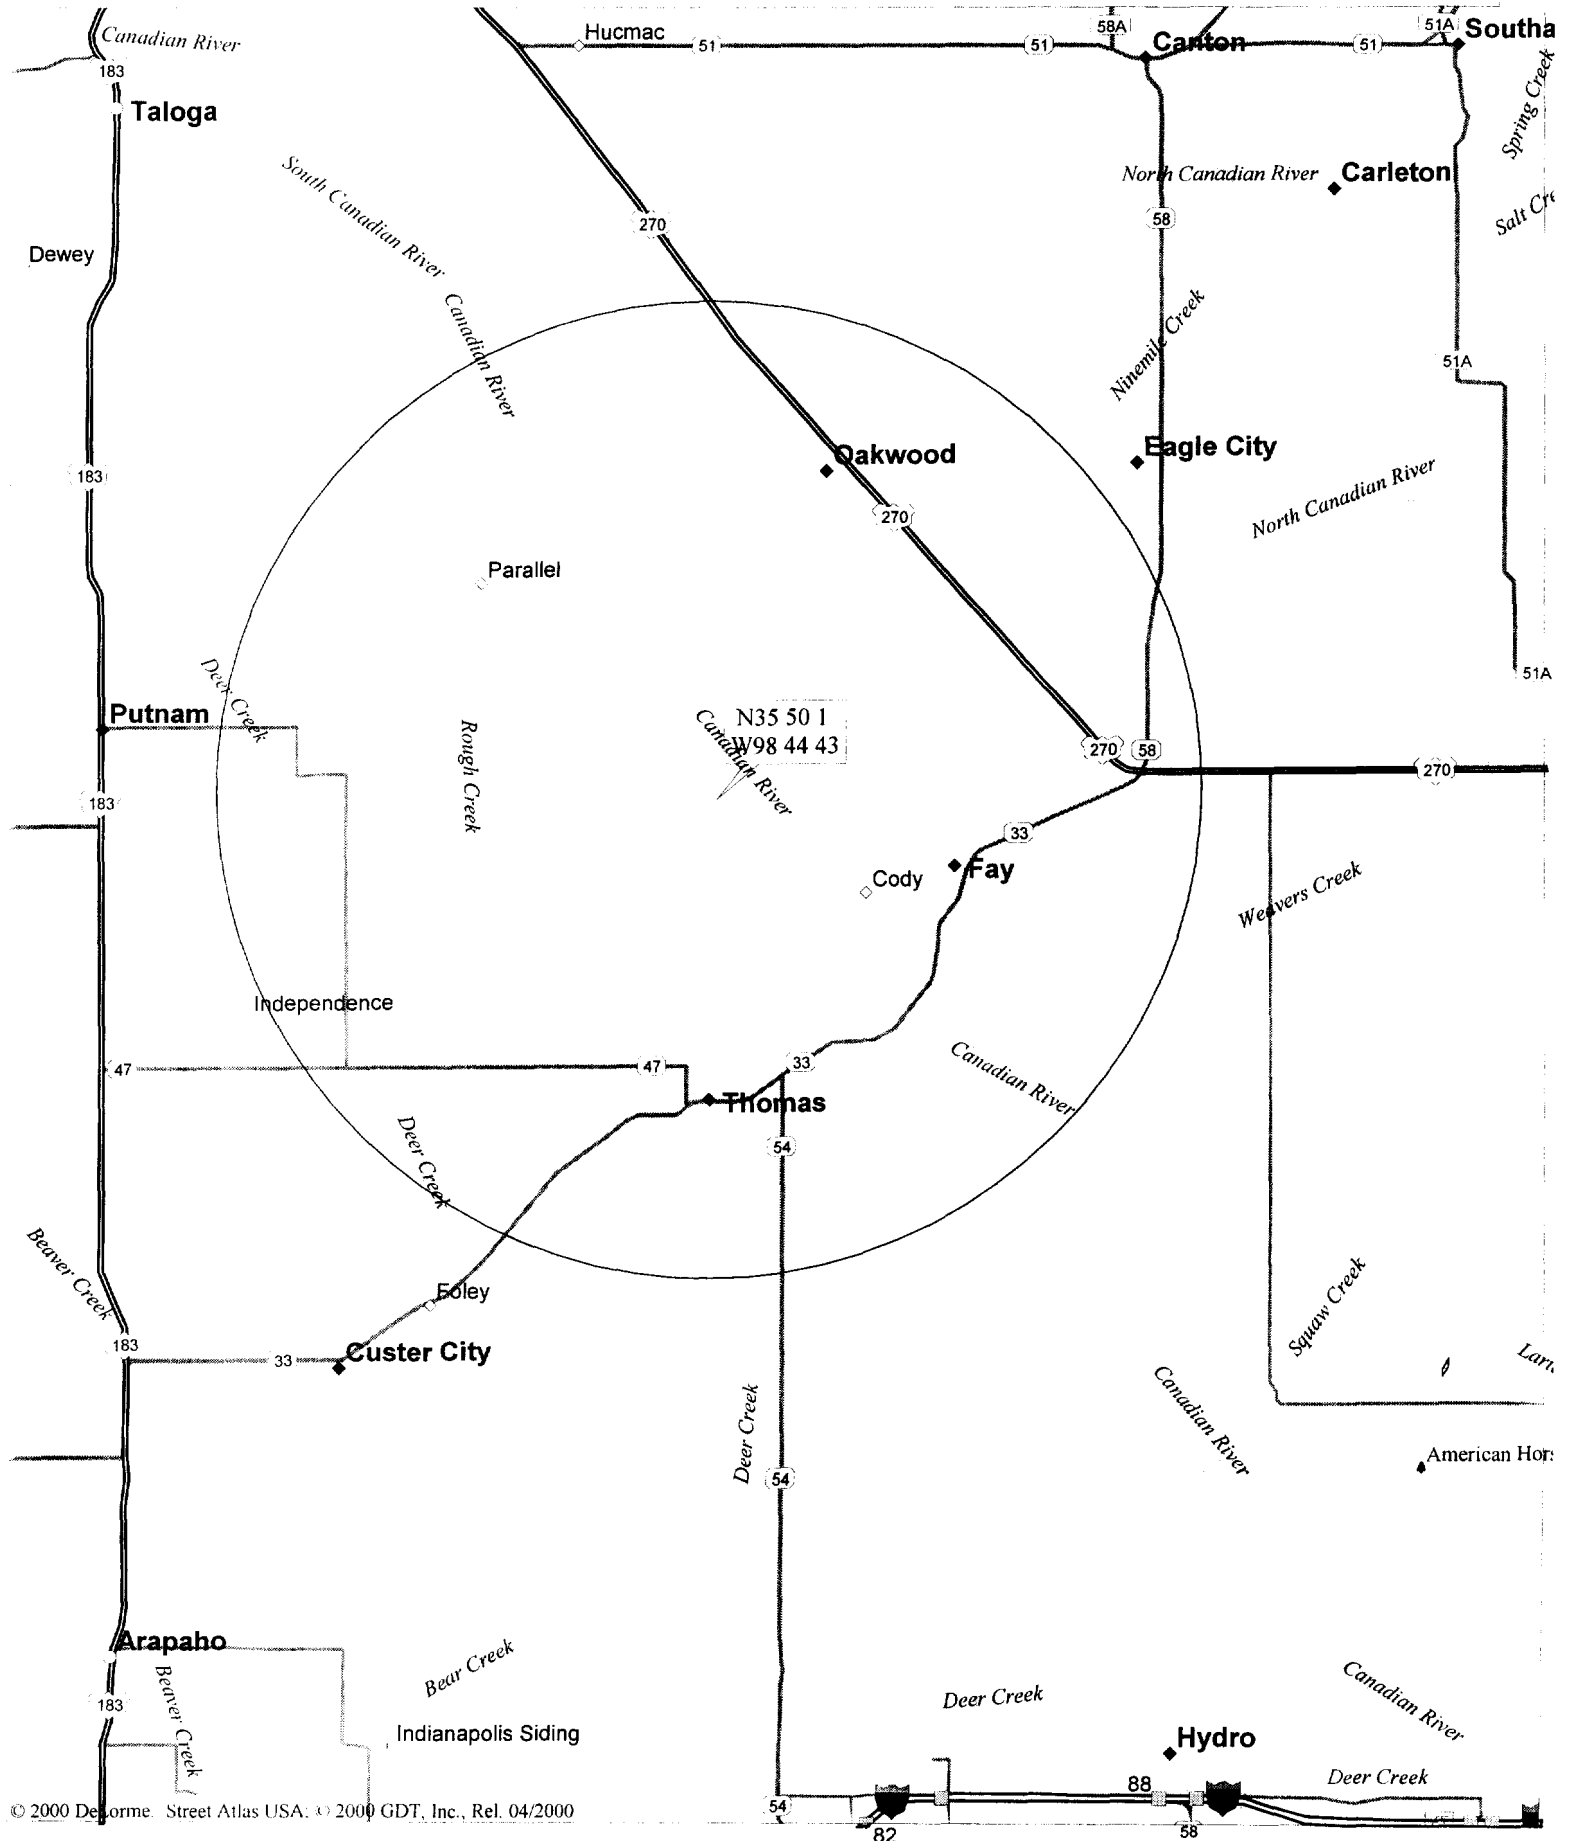 Canadian River
Hucmac
51
51
58A
Canton
51
51A
Southa
183
Taloga
Spring Creek
South Canadian River
North Canadian River
Carleton
58
270
Salt Cre
Dewey
Canadian River
Ninemile Creek
51A
Oakwood
Eagle City
183
270
North Canadian River
Parallel
Deer Creek
51A
Putnam
Rough Creek
Canadian River
N35 50 1
W98 44 43
270
58
270
183
33
Cody
Fay
Weavers Creek
Independence
47
47
33
Canadian River
Thomas
Deer Creek
54
Beaver Creek
Foley
Squaw Creek
183
33
Custer City
Canadian River
Deer Creek
American Hors
54
Arapaho
Bear Creek
Beaver Creek
183
Deer Creek
Canadian River
Indianapolis Siding
Hydro
Deer Creek
88
54
82
58
© 2000 DeLorme. Street Atlas USA; © 2000 GDT, Inc., Rel. 04/2000